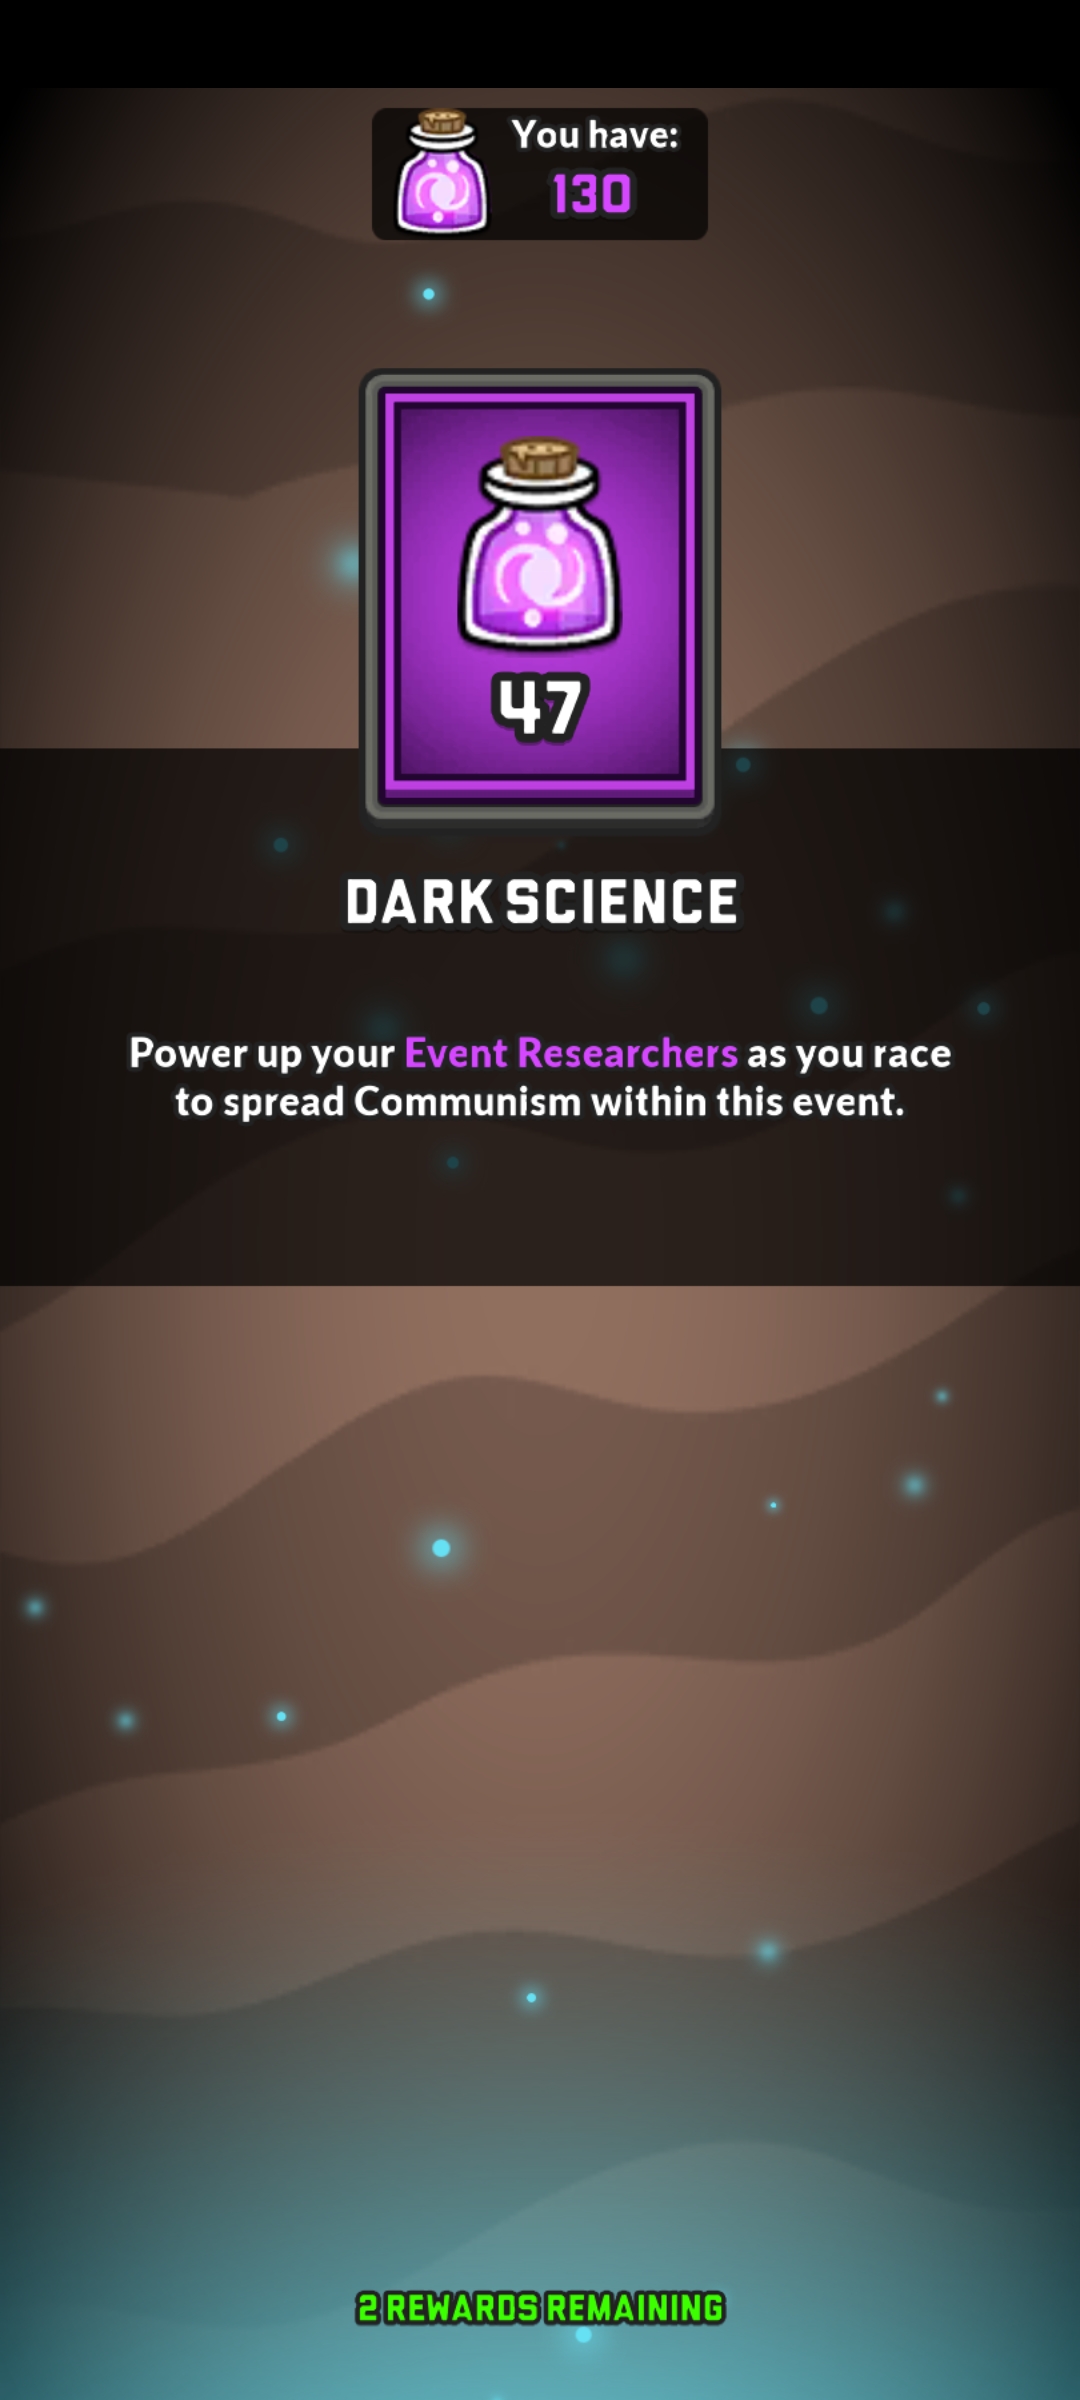 You have:
130
47
DARK SCIENCE
Power up your Event Researchers as you race
to spread Communism within this event.
2 REWARDS REMAINING